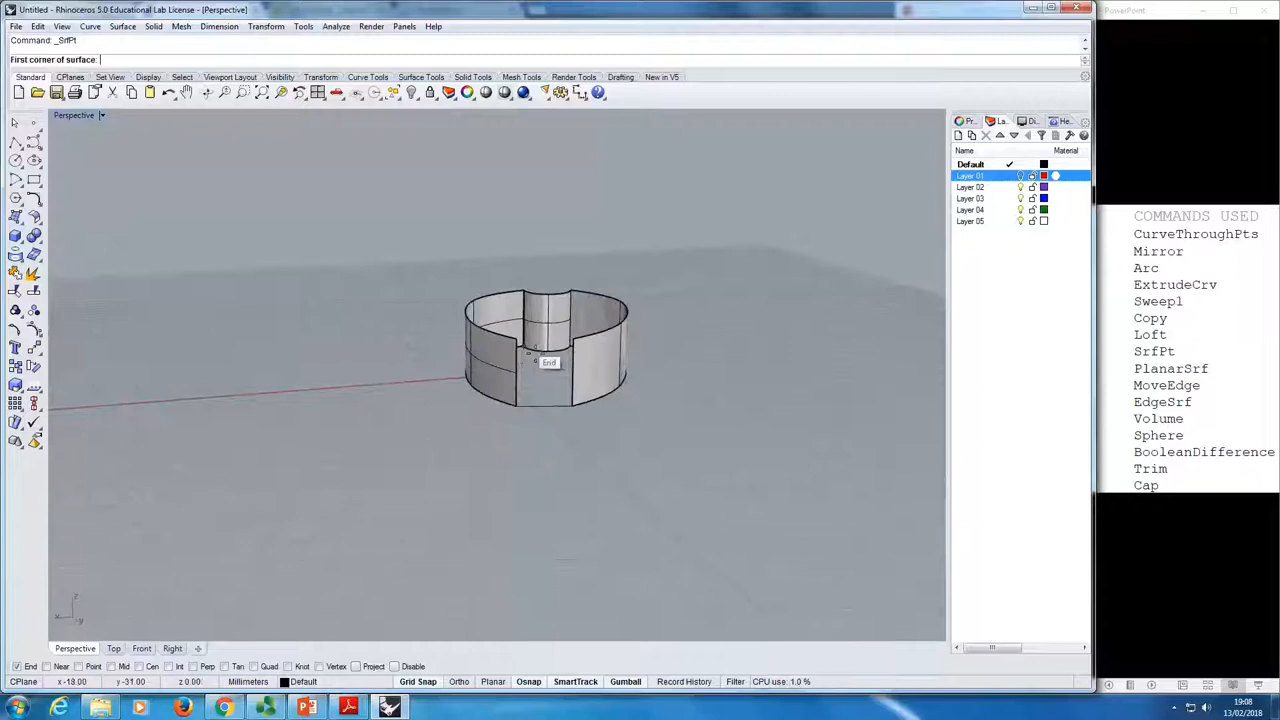 Untitled - Rhinoceros 5.0 Educational Lab License - [Perspective]
PowerPoint
File Edit View Curve Surface Solid Mesh Dimension Transform Tools Analyze Render Panels Help
Command: _SrfPt
First corner of surface:
Standard CPlanes Set View Display Select Viewport Layout Visibility Transform Curve Tools Surface Tools Solid Tools Mesh Tools Render Tools Drafting New in V5
Perspective
Pr... La... Di... He...
Name Material
Default
Layer 01
Layer 02
Layer 03
Layer 04
Layer 05
End
COMMANDS USED
CurveThroughPts
Mirror
Arc
ExtrudeCrv
Sweep1
Copy
Loft
SrfPt
PlanarSrf
MoveEdge
EdgeSrf
Volume
Sphere
BooleanDifference
Trim
Cap
z
x y
Perspective Top Front Right
End Near Point Mid Cen Int Perp Tan Quad Knot Vertex Project Disable
CPlane x -18.00 y -31.00 z 0.00 Millimeters Default Grid Snap Ortho Planar Osnap SmartTrack Gumball Record History Filter CPU use: 1.0 %
19:08
13/02/2018